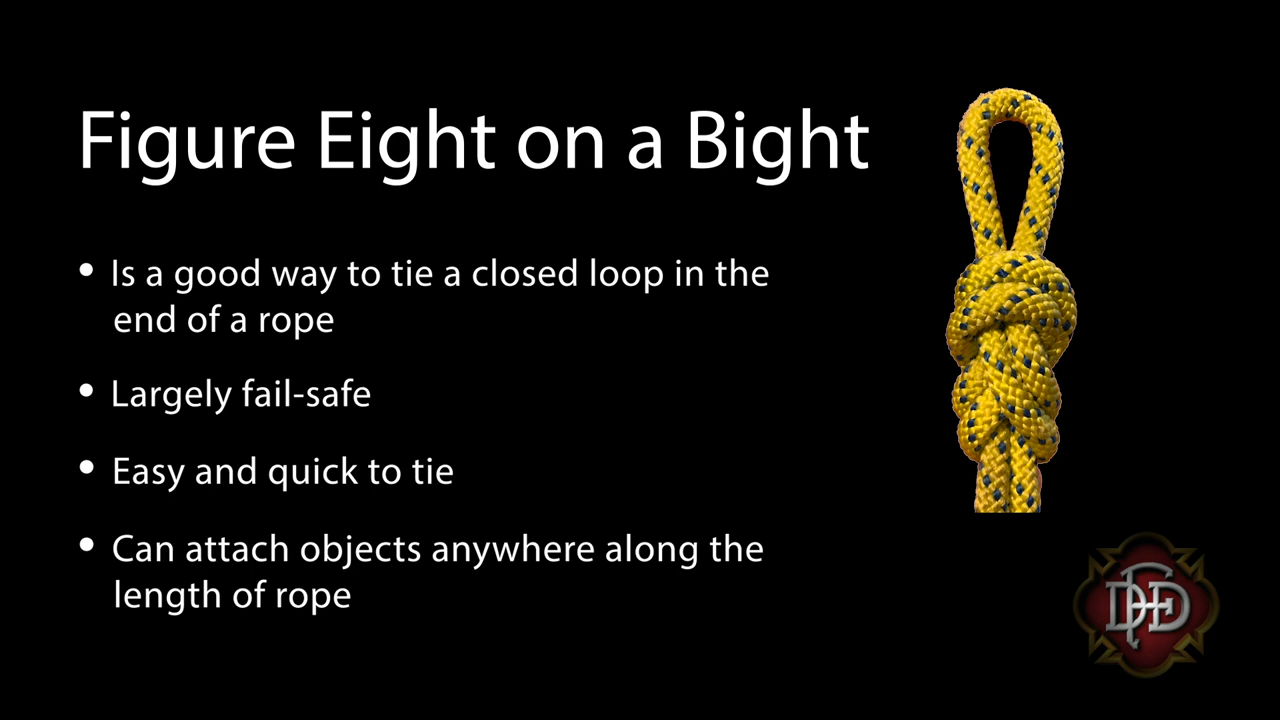 Figure Eight on a Bight
• Is a good way to tie a closed loop in the
end of a rope
• Largely fail-safe
• Easy and quick to tie
• Can attach objects anywhere along the
length of rope
DFD